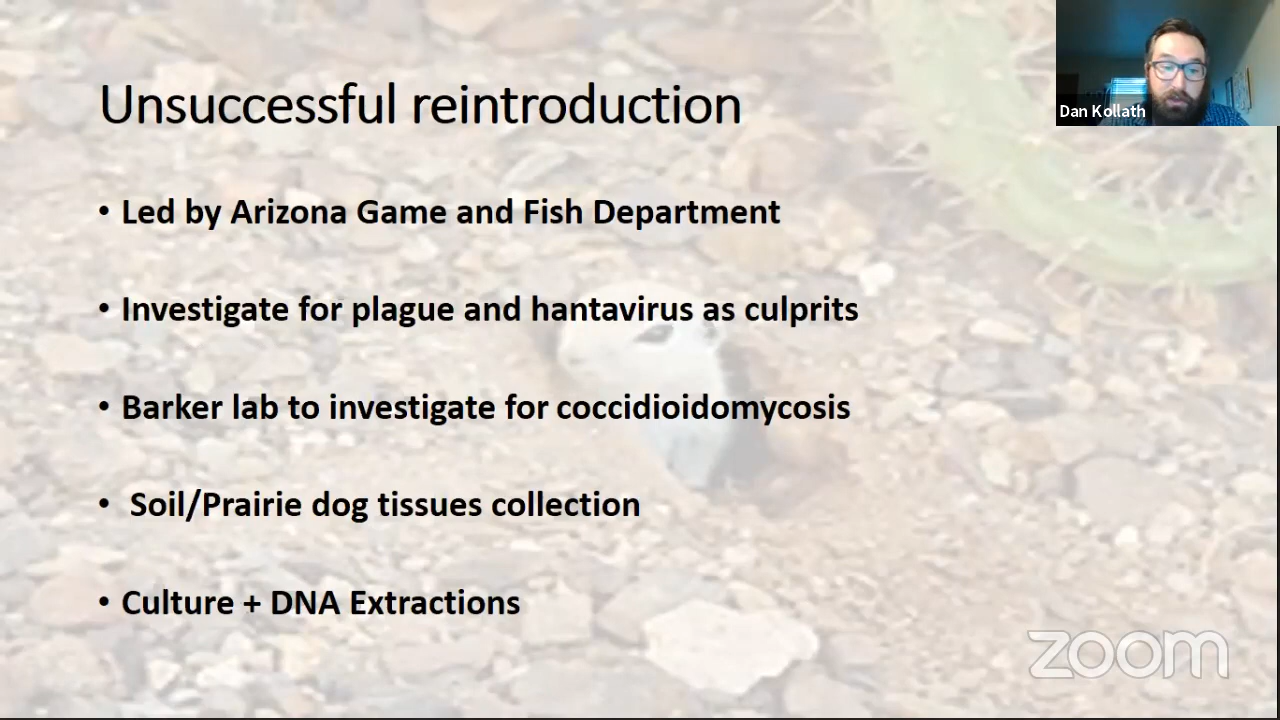 Unsuccessful reintroduction
Dan Kollath
• Led by Arizona Game and Fish Department
• Investigate for plague and hantavirus as culprits
• Barker lab to investigate for coccidioidomycosis
• Soil/Prairie dog tissues collection
• Culture + DNA Extractions
zoom